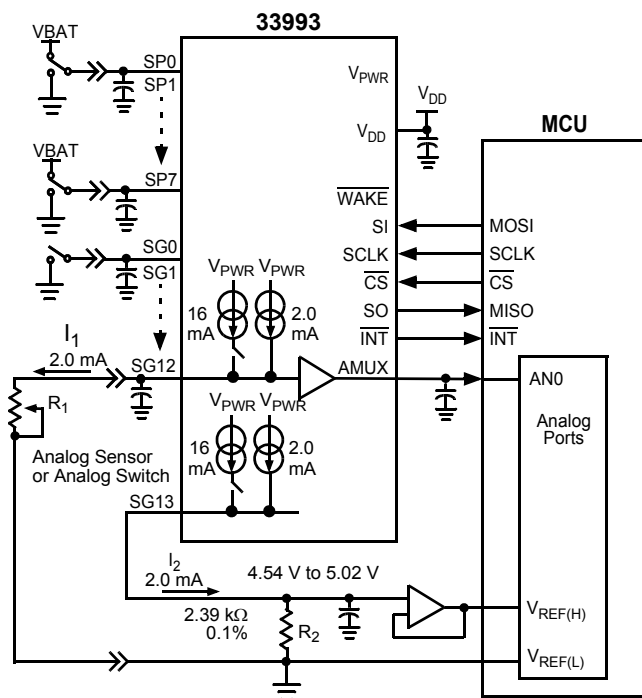 33993
VBAT
SP0
SP1
VBAT
SP7
SG0
SG1
VPWR
VDD
VDD
MCU
WAKE
SI
SCLK
CS
SO
INT
MOSI
SCLK
CS
MISO
INT
VPWR VPWR
16 mA
2.0 mA
I1
2.0 mA
SG12
AMUX
AN0
Analog Ports
R1
VPWR VPWR
16 mA
2.0 mA
Analog Sensor
or Analog Switch
SG13
I2
2.0 mA
4.54 V to 5.02 V
2.39 kΩ
0.1%
R2
VREF(H)
VREF(L)